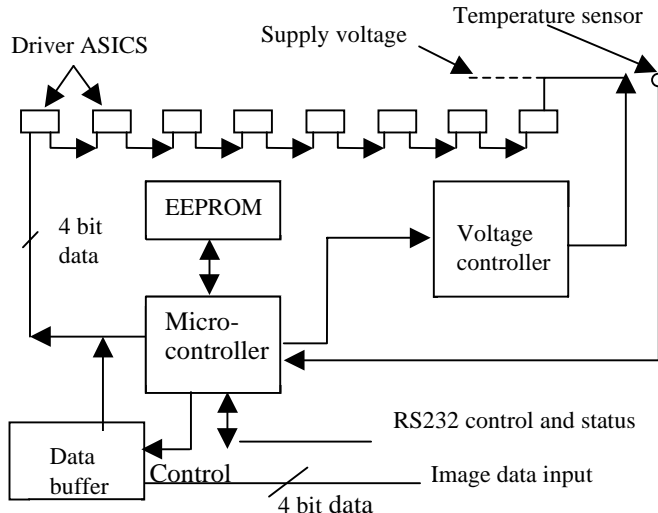 Temperature sensor
Supply voltage
Driver ASICS
EEPROM
4 bit
data
Voltage
controller
Micro-
controller
RS232 control and status
Data
buffer
Control
Image data input
4 bit data